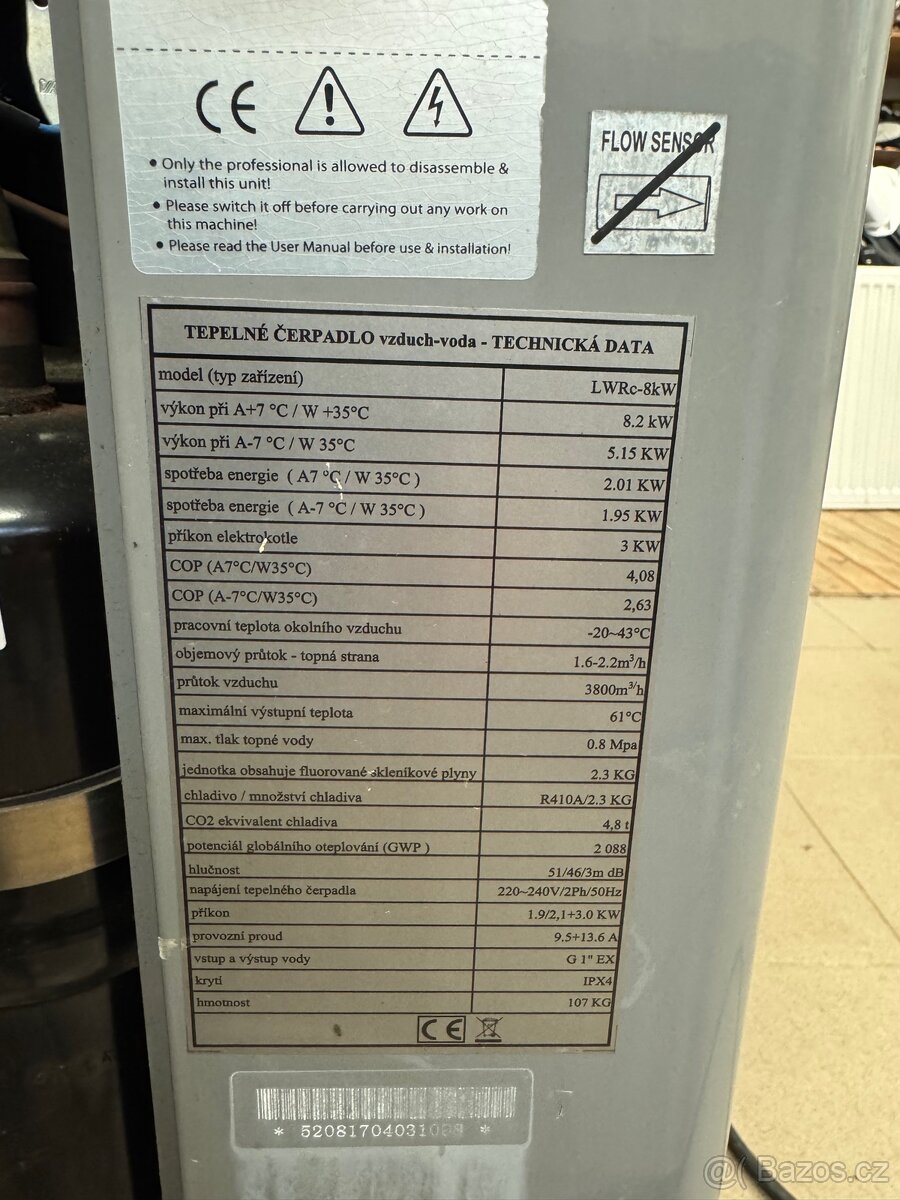 CE
• Only the professional is allowed to disassemble &
install this unit!
• Please switch it off before carrying out any work on
this machine!
• Please read the User Manual before use & installation!
FLOW SENSOR
TEPELNÉ ČERPADLO vzduch-voda - TECHNICKÁ DATA
model (typ zařízení) LWRc-8kW
výkon při A+7 °C / W +35°C 8.2 kW
výkon při A-7 °C / W 35°C 5.15 KW
spotřeba energie ( A7 °C / W 35°C ) 2.01 KW
spotřeba energie ( A-7 °C / W 35°C ) 1.95 KW
příkon elektrokotle 3 KW
COP (A7°C/W35°C) 4,08
COP (A-7°C/W35°C) 2,63
pracovní teplota okolního vzduchu -20~43°C
objemový průtok - topná strana 1.6-2.2m³/h
průtok vzduchu 3800m³/h
maximální výstupní teplota 61°C
max. tlak topné vody 0.8 Mpa
jednotka obsahuje fluorované skleníkové plyny 2.3 KG
chladivo / množství chladiva R410A/2.3 KG
CO2 ekvivalent chladiva 4,8 t
potenciál globálního oteplování (GWP ) 2 088
hlučnost 51/46/3m dB
napájení tepelného čerpadla 220~240V/2Ph/50Hz
příkon 1.9/2,1+3.0 KW
provozní proud 9.5+13.6 A
vstup a výstup vody G 1" EX
krytí IPX4
hmotnost 107 KG
CE
@( Bazos.cz